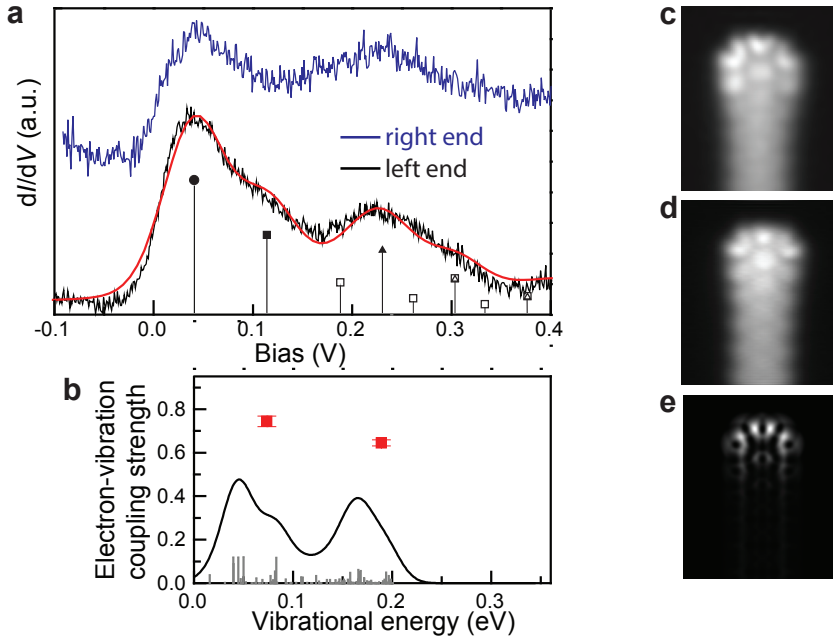 a
dI/dV (a.u.)
right end
left end
-0.1 0.0 0.1 0.2 0.3 0.4
Bias (V)
b
Electron-vibration
coupling strength
0.8
0.6
0.4
0.2
0.0
0.0 0.1 0.2 0.3
Vibrational energy (eV)
c
d
e